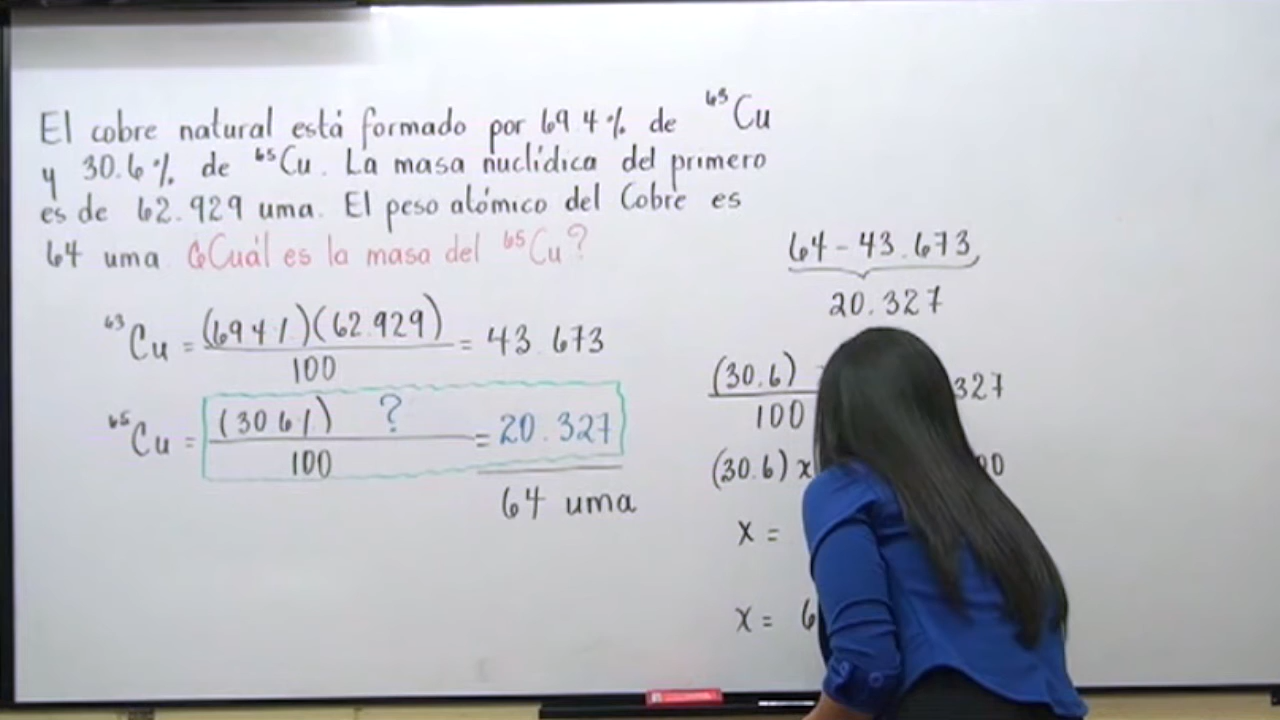 El cobre natural está formado por 69.4% de ⁶³Cu
y 30.6% de ⁶⁵Cu. La masa nuclídica del primero
es de 62.929 uma. El peso atómico del Cobre es
64 uma ¿Cuál es la masa del ⁶⁵Cu?
⁶³Cu = (69.4%)(62.929) = 43.673
100
⁶⁵Cu = (30.6%) ? = 20.327
100
64 uma
64 - 43.673
20.327
(30.6) 327
100
(30.6) x 00
x =
x = 6